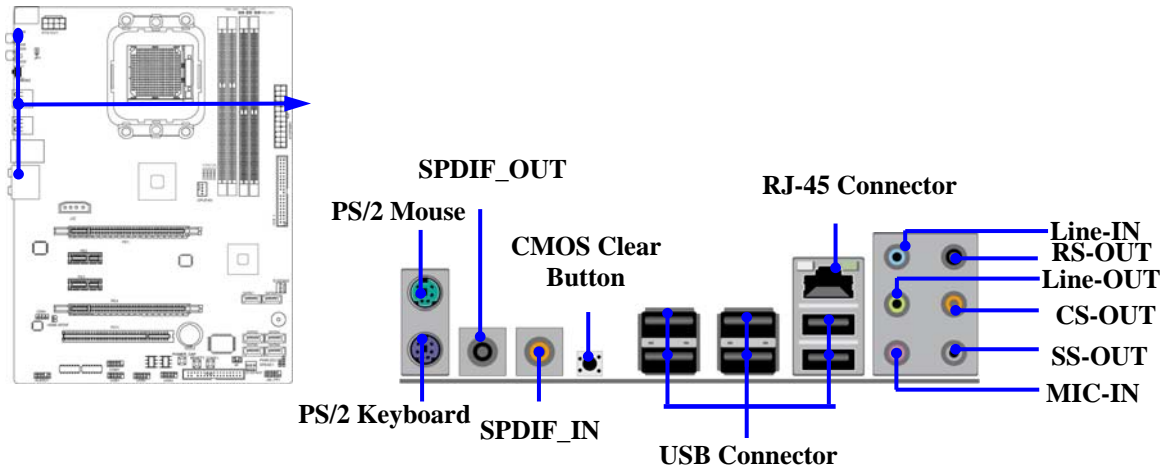 SPDIF_OUT
RJ-45 Connector
PS/2 Mouse
CMOS Clear
Button
Line-IN
RS-OUT
Line-OUT
CS-OUT
SS-OUT
MIC-IN
PS/2 Keyboard
SPDIF_IN
USB Connector